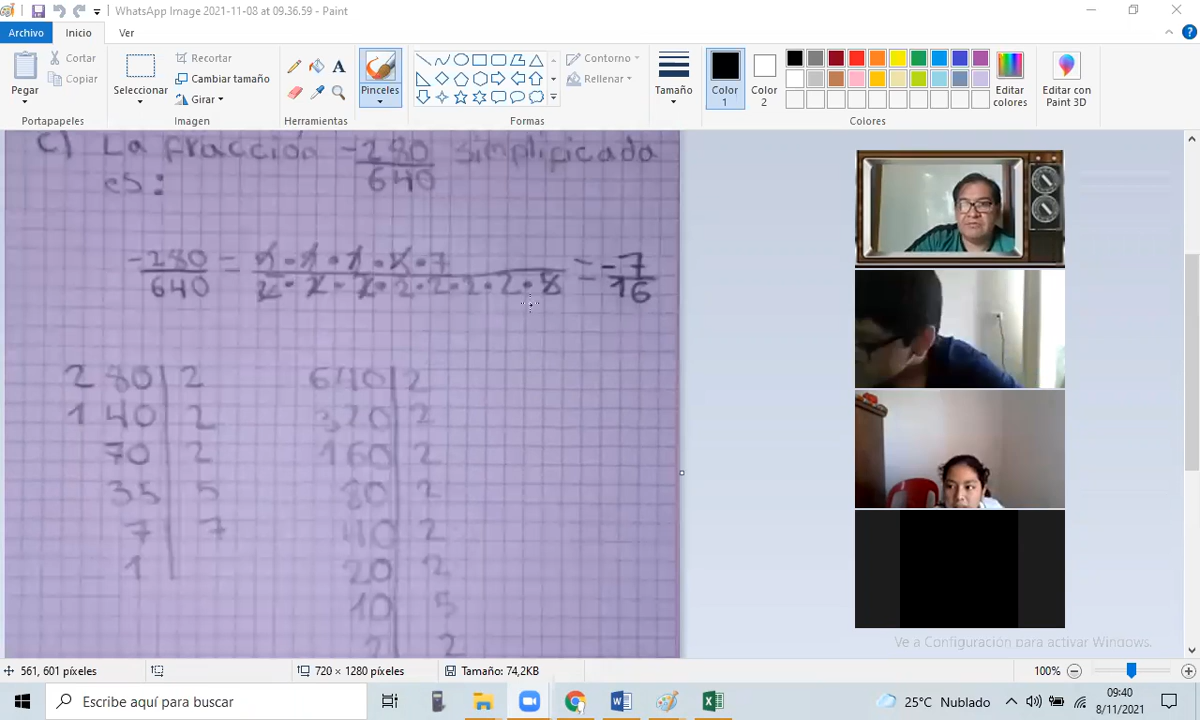 WhatsApp Image 2021-11-08 at 09.36.59 - Paint
Archivo Inicio Ver
Pegar
Cortar
Copiar
Portapapeles
Seleccionar
Recortar
Cambiar tamaño
Girar
Imagen
A
Herramientas
Pinceles
Contorno
Rellenar
Formas
Tamaño
Color 1
Color 2
Editar colores
Editar con Paint 3D
Colores
c) La fracción -280/640 simplificada
es:
-280/640 = 2·2·2·5·7/2·2·2·2·2·2·2·5 = -7/16
280 | 2
140 | 2
70 | 2
35 | 5
7 | 7
1
640 | 2
320 | 2
160 | 2
80 | 2
40 | 2
20 | 2
10 | 5
2 | 2
Ve a Configuración para activar Windows.
561, 601 píxeles
720 × 1280 píxeles
Tamaño: 74,2KB
100%
Escribe aquí para buscar
25°C Nublado
09:40
8/11/2021